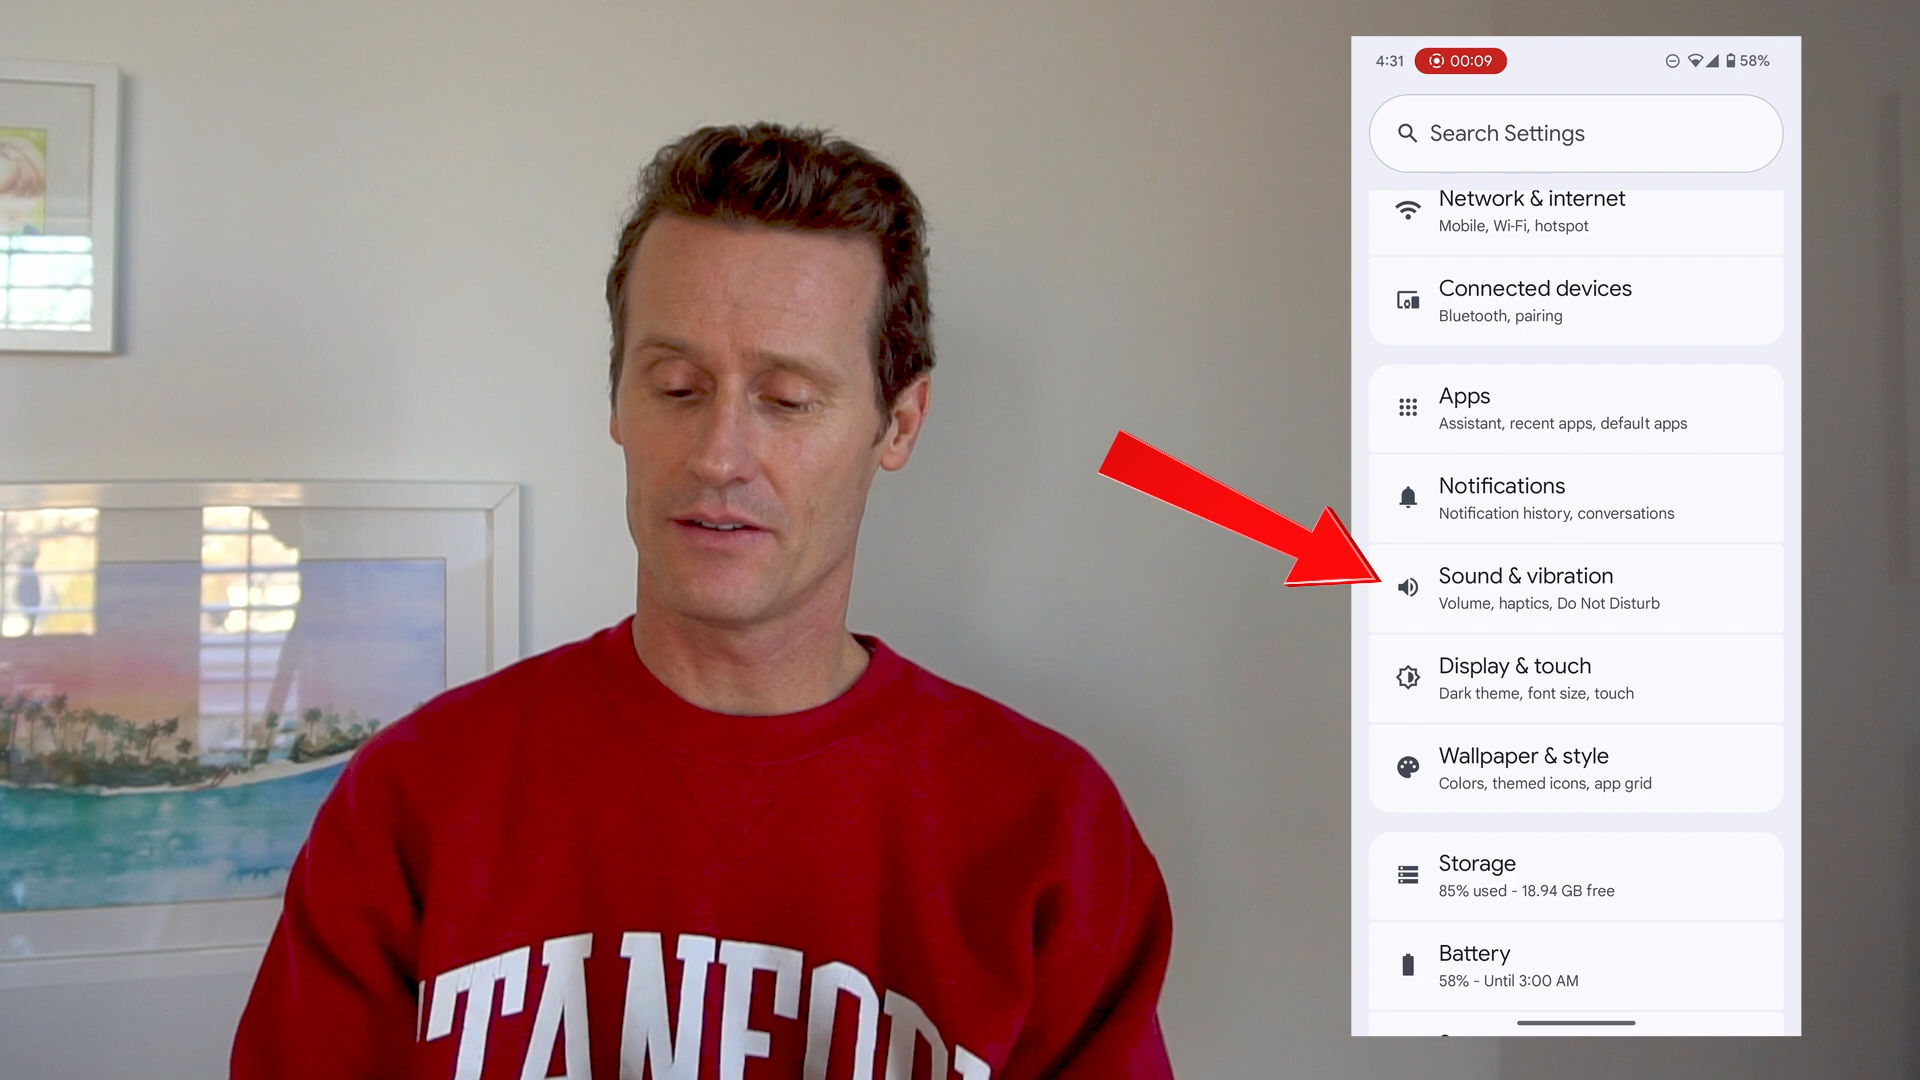 4:31 00:09 58%
Search Settings
Network & internet
Mobile, Wi-Fi, hotspot
Connected devices
Bluetooth, pairing
Apps
Assistant, recent apps, default apps
Notifications
Notification history, conversations
Sound & vibration
Volume, haptics, Do Not Disturb
Display & touch
Dark theme, font size, touch
Wallpaper & style
Colors, themed icons, app grid
Storage
85% used - 18.94 GB free
Battery
58% - Until 3:00 AM
STANFORD